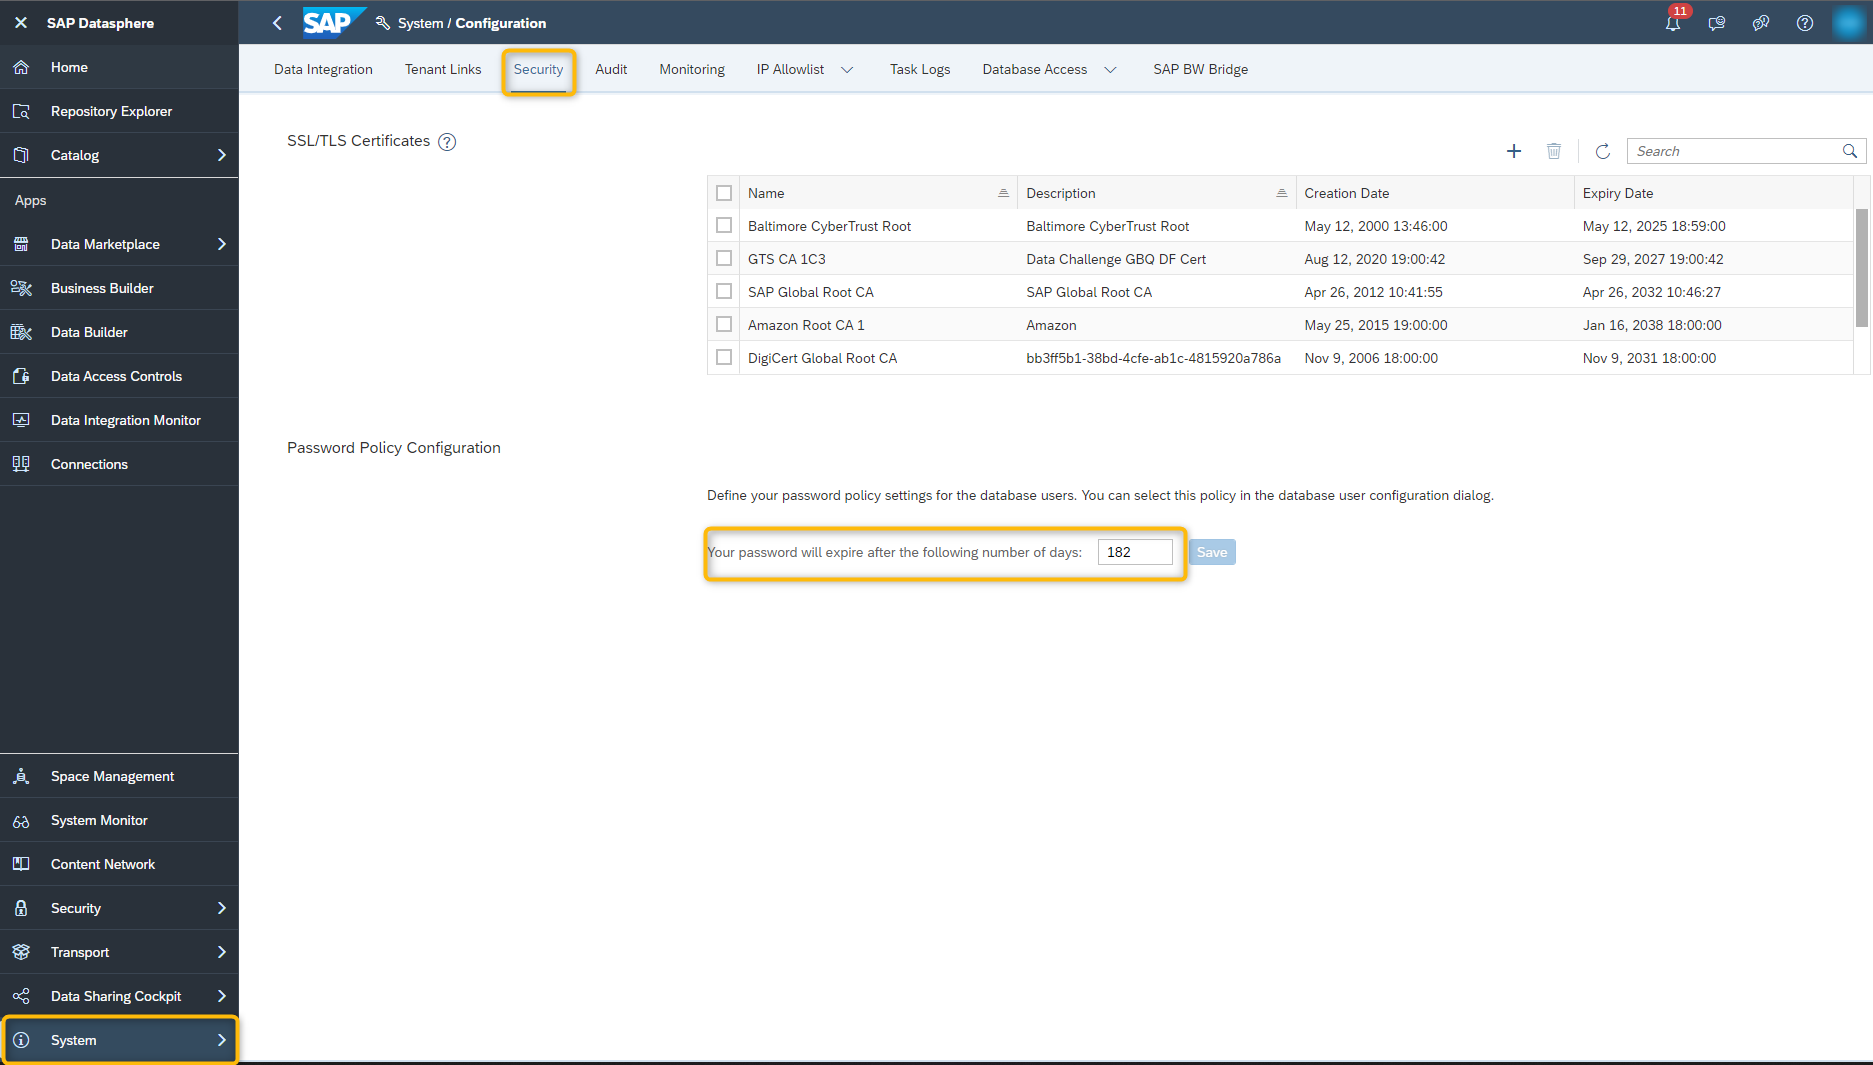 SAP Datasphere
SAP
System / Configuration
11
Home
Repository Explorer
Catalog
Apps
Data Marketplace
Business Builder
Data Builder
Data Access Controls
Data Integration Monitor
Connections
Space Management
System Monitor
Content Network
Security
Transport
Data Sharing Cockpit
System
Data Integration Tenant Links Security Audit Monitoring IP Allowlist Task Logs Database Access SAP BW Bridge
SSL/TLS Certificates ?
Search
Name Description Creation Date Expiry Date
Baltimore CyberTrust Root Baltimore CyberTrust Root May 12, 2000 13:46:00 May 12, 2025 18:59:00
GTS CA 1C3 Data Challenge GBQ DF Cert Aug 12, 2020 19:00:42 Sep 29, 2027 19:00:42
SAP Global Root CA SAP Global Root CA Apr 26, 2012 10:41:55 Apr 26, 2032 10:46:27
Amazon Root CA 1 Amazon May 25, 2015 19:00:00 Jan 16, 2038 18:00:00
DigiCert Global Root CA bb3ff5b1-38bd-4cfe-ab1c-4815920a786a Nov 9, 2006 18:00:00 Nov 9, 2031 18:00:00
Password Policy Configuration
Define your password policy settings for the database users. You can select this policy in the database user configuration dialog.
Your password will expire after the following number of days: 182 Save